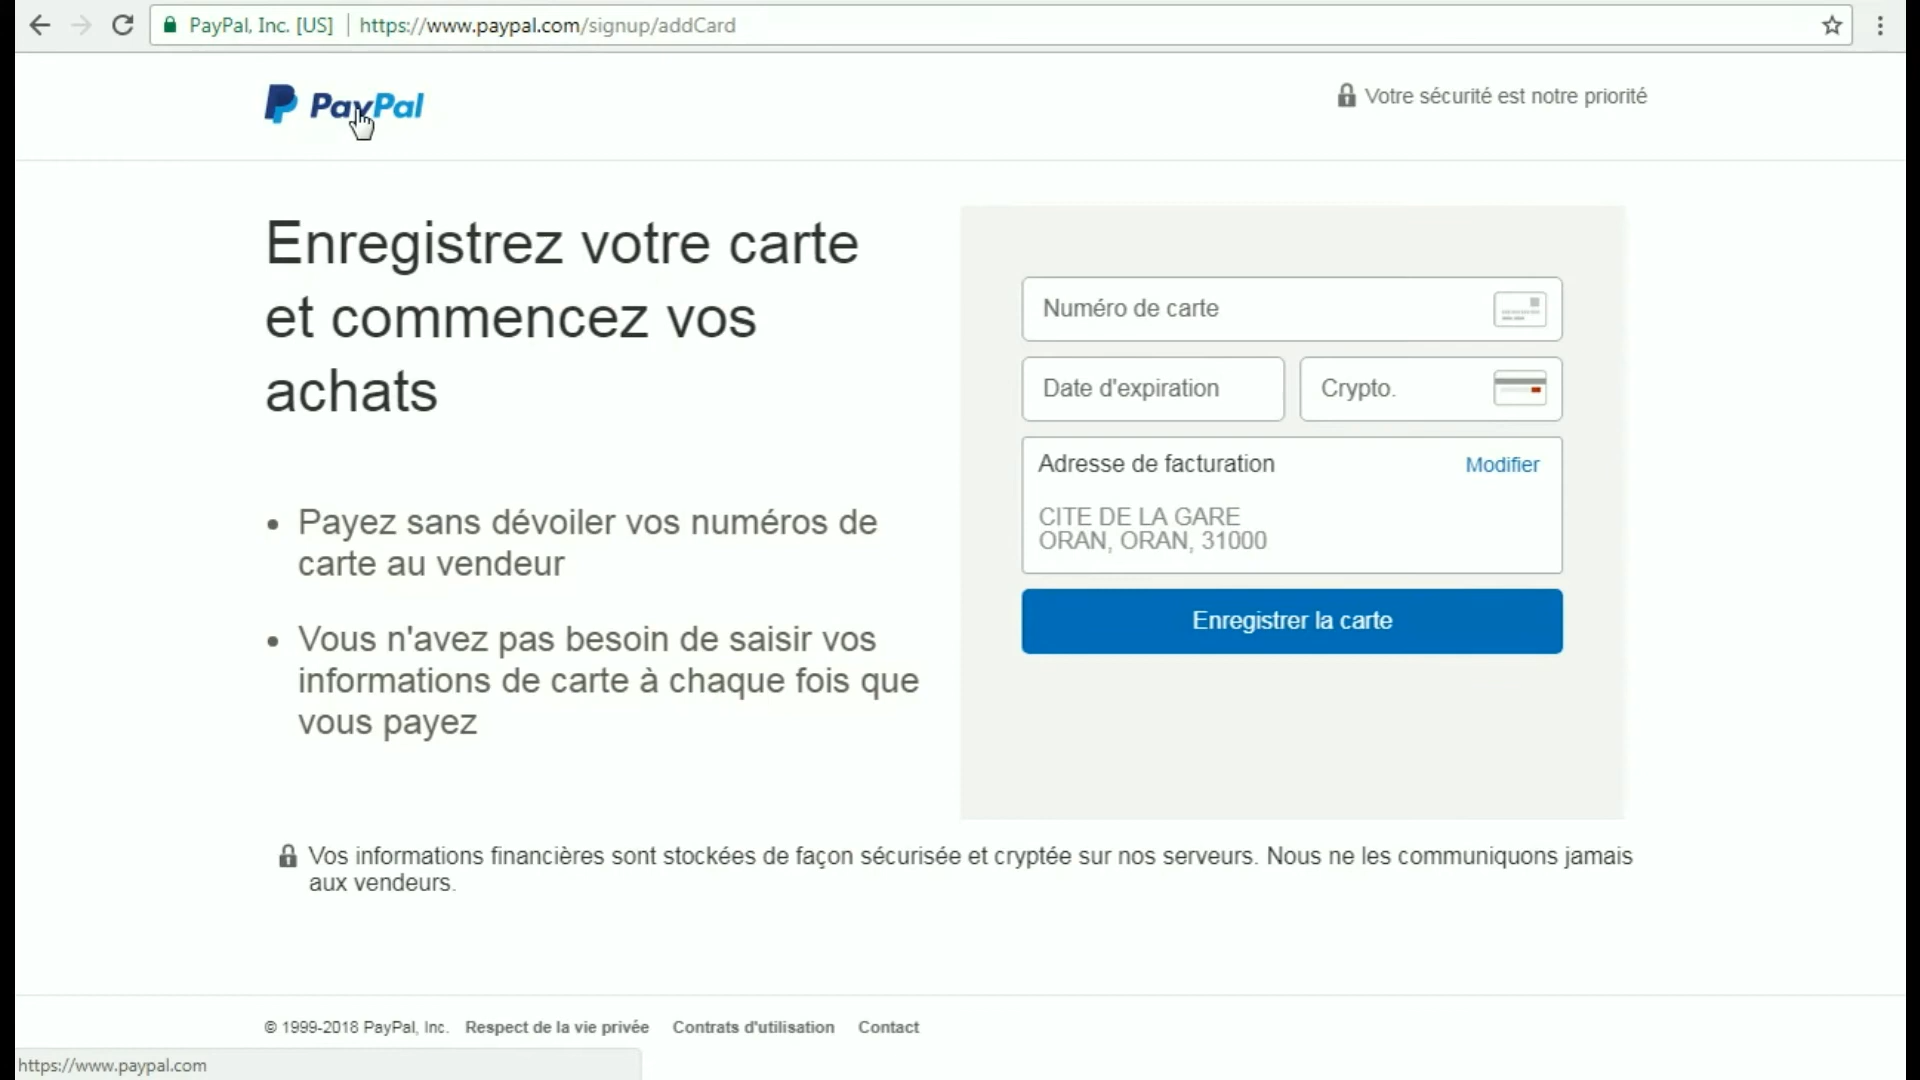 PayPal, Inc. [US] https://www.paypal.com/signup/addCard
PayPal
Votre sécurité est notre priorité
Enregistrez votre carte
et commencez vos
achats
Payez sans dévoiler vos numéros de
carte au vendeur
Vous n'avez pas besoin de saisir vos
informations de carte à chaque fois que
vous payez
Numéro de carte
Date d'expiration
Crypto.
Adresse de facturation
Modifier
CITE DE LA GARE
ORAN, ORAN, 31000
Enregistrer la carte
Vos informations financières sont stockées de façon sécurisée et cryptée sur nos serveurs. Nous ne les communiquons jamais
aux vendeurs.
© 1999-2018 PayPal, Inc. Respect de la vie privée Contrats d'utilisation Contact
https://www.paypal.com